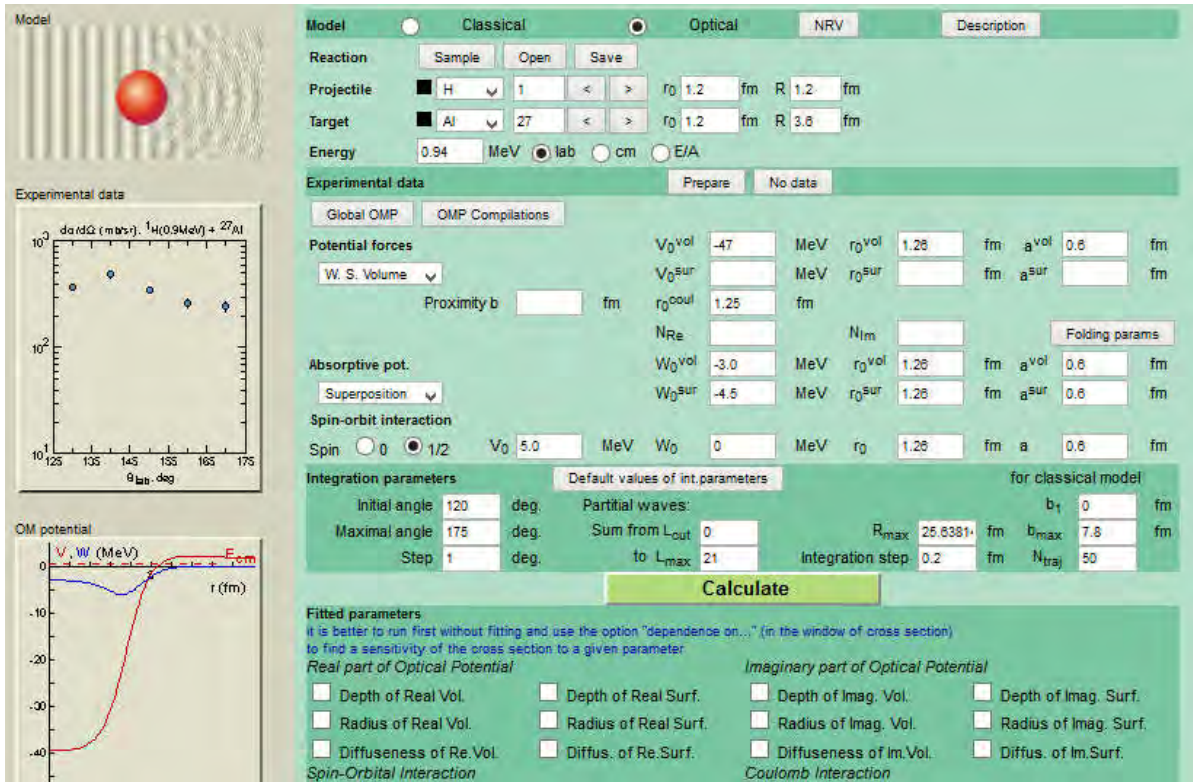 Model
Model Classical Optical NRV Description
Reaction Sample Open Save
Projectile H 1 < > r0 1.2 fm R 1.2 fm
Target Al 27 < > r0 1.2 fm R 3.6 fm
Energy 0.94 MeV lab cm E/A
Experimental data
Experimental data Prepare No data
dσ/dΩ (mb/sr), 1H(0.9MeV) + 27Al
10^3
10^2
10^1
125 135 145 155 165 175
θlab, deg
Global OMP OMP Compilations
Potential forces V0vol -47 MeV r0vol 1.26 fm avol 0.6 fm
W. S. Volume V0sur MeV r0sur fm asur fm
Proximity b fm r0coul 1.25 fm
NRe NIm Folding params
Absorptive pot. W0vol -3.0 MeV r0vol 1.26 fm avol 0.6 fm
Superposition W0sur -4.5 MeV r0sur 1.26 fm asur 0.6 fm
Spin-orbit interaction
Spin 0 1/2 V0 5.0 MeV W0 0 MeV r0 1.26 fm a 0.6 fm
Integration parameters Default values of int.parameters for classical model
Initial angle 120 deg. Partitial waves: b1 0 fm
Maximal angle 175 deg. Sum from Lout 0 Rmax 25.6381 fm bmax 7.8 fm
Step 1 deg. to Lmax 21 Integration step 0.2 fm Ntraj 50
Calculate
OM potential
V, W (MeV) Ecm
0
r (fm)
-10
-20
-30
-40
Fitted parameters
it is better to run first without fitting and use the option "dependence on..." (in the window of cross section)
to find a sensitivity of the cross section to a given parameter
Real part of Optical Potential Imaginary part of Optical Potential
Depth of Real Vol. Depth of Real Surf. Depth of Imag. Vol. Depth of Imag. Surf.
Radius of Real Vol. Radius of Real Surf. Radius of Imag. Vol. Radius of Imag. Surf.
Diffuseness of Re.Vol. Diffus. of Re.Surf. Diffuseness of Im.Vol. Diffus. of Im.Surf.
Spin-Orbital Interaction Coulomb Interaction